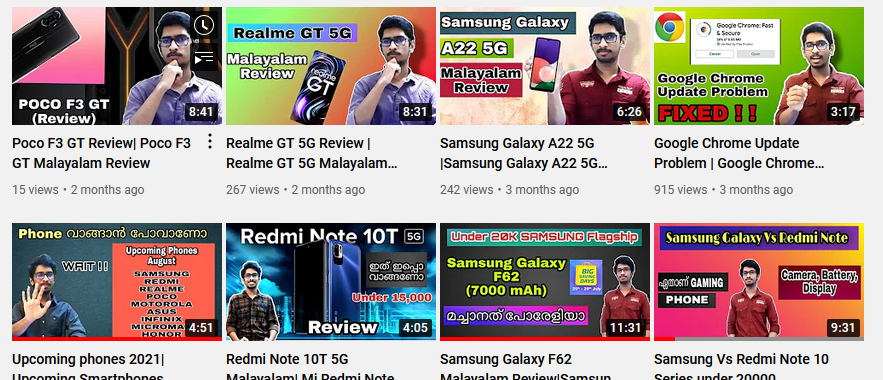 POCO F3 GT
(Review)
8:41
Poco F3 GT Review| Poco F3
GT Malayalam Review
15 views • 2 months ago
Realme GT 5G
Malayalam
Review
realme
GT
8:31
Realme GT 5G Review |
Realme GT 5G Malayalam...
267 views • 2 months ago
Samsung Galaxy
A22 5G
Malayalam
Review
6:26
Samsung Galaxy A22 5G
|Samsung Galaxy A22 5G...
242 views • 3 months ago
Google Chrome: Fast
& Secure
Cancel
Open
Google Chrome
Update Problem
FIXED !!!
3:17
Google Chrome Update
Problem | Google Chrome...
915 views • 3 months ago
Phone വാങ്ങാൻ പോവാണോ
WAIT !!
Upcoming Phones
August
SAMSUNG
REDMI
REALME
POCO
MOTOROLA
ASUS
INFINIX
MICROMA
HONOR
4:51
Upcoming phones 2021|
Upcoming Smartphones
Redmi Note 10T 5G
ഇത് ഇപ്പൊ
വാങ്ങണോ
Under 15,000
Review
4:05
Redmi Note 10T 5G
Malayalam| Mi Redmi Note
Under 20K SAMSUNG Flagship
Samsung Galaxy
F62
(7000 mAh)
BIG
SAVING
DAYS
മച്ചാനത് പോരേളിയാ
11:31
Samsung Galaxy F62
Malayalam Review|Samsun
Samsung Galaxy Vs Redmi Note
ഏതാണ് GAMING
PHONE
Camera, Battery,
Display
9:31
Samsung Vs Redmi Note 10
Series under 20000